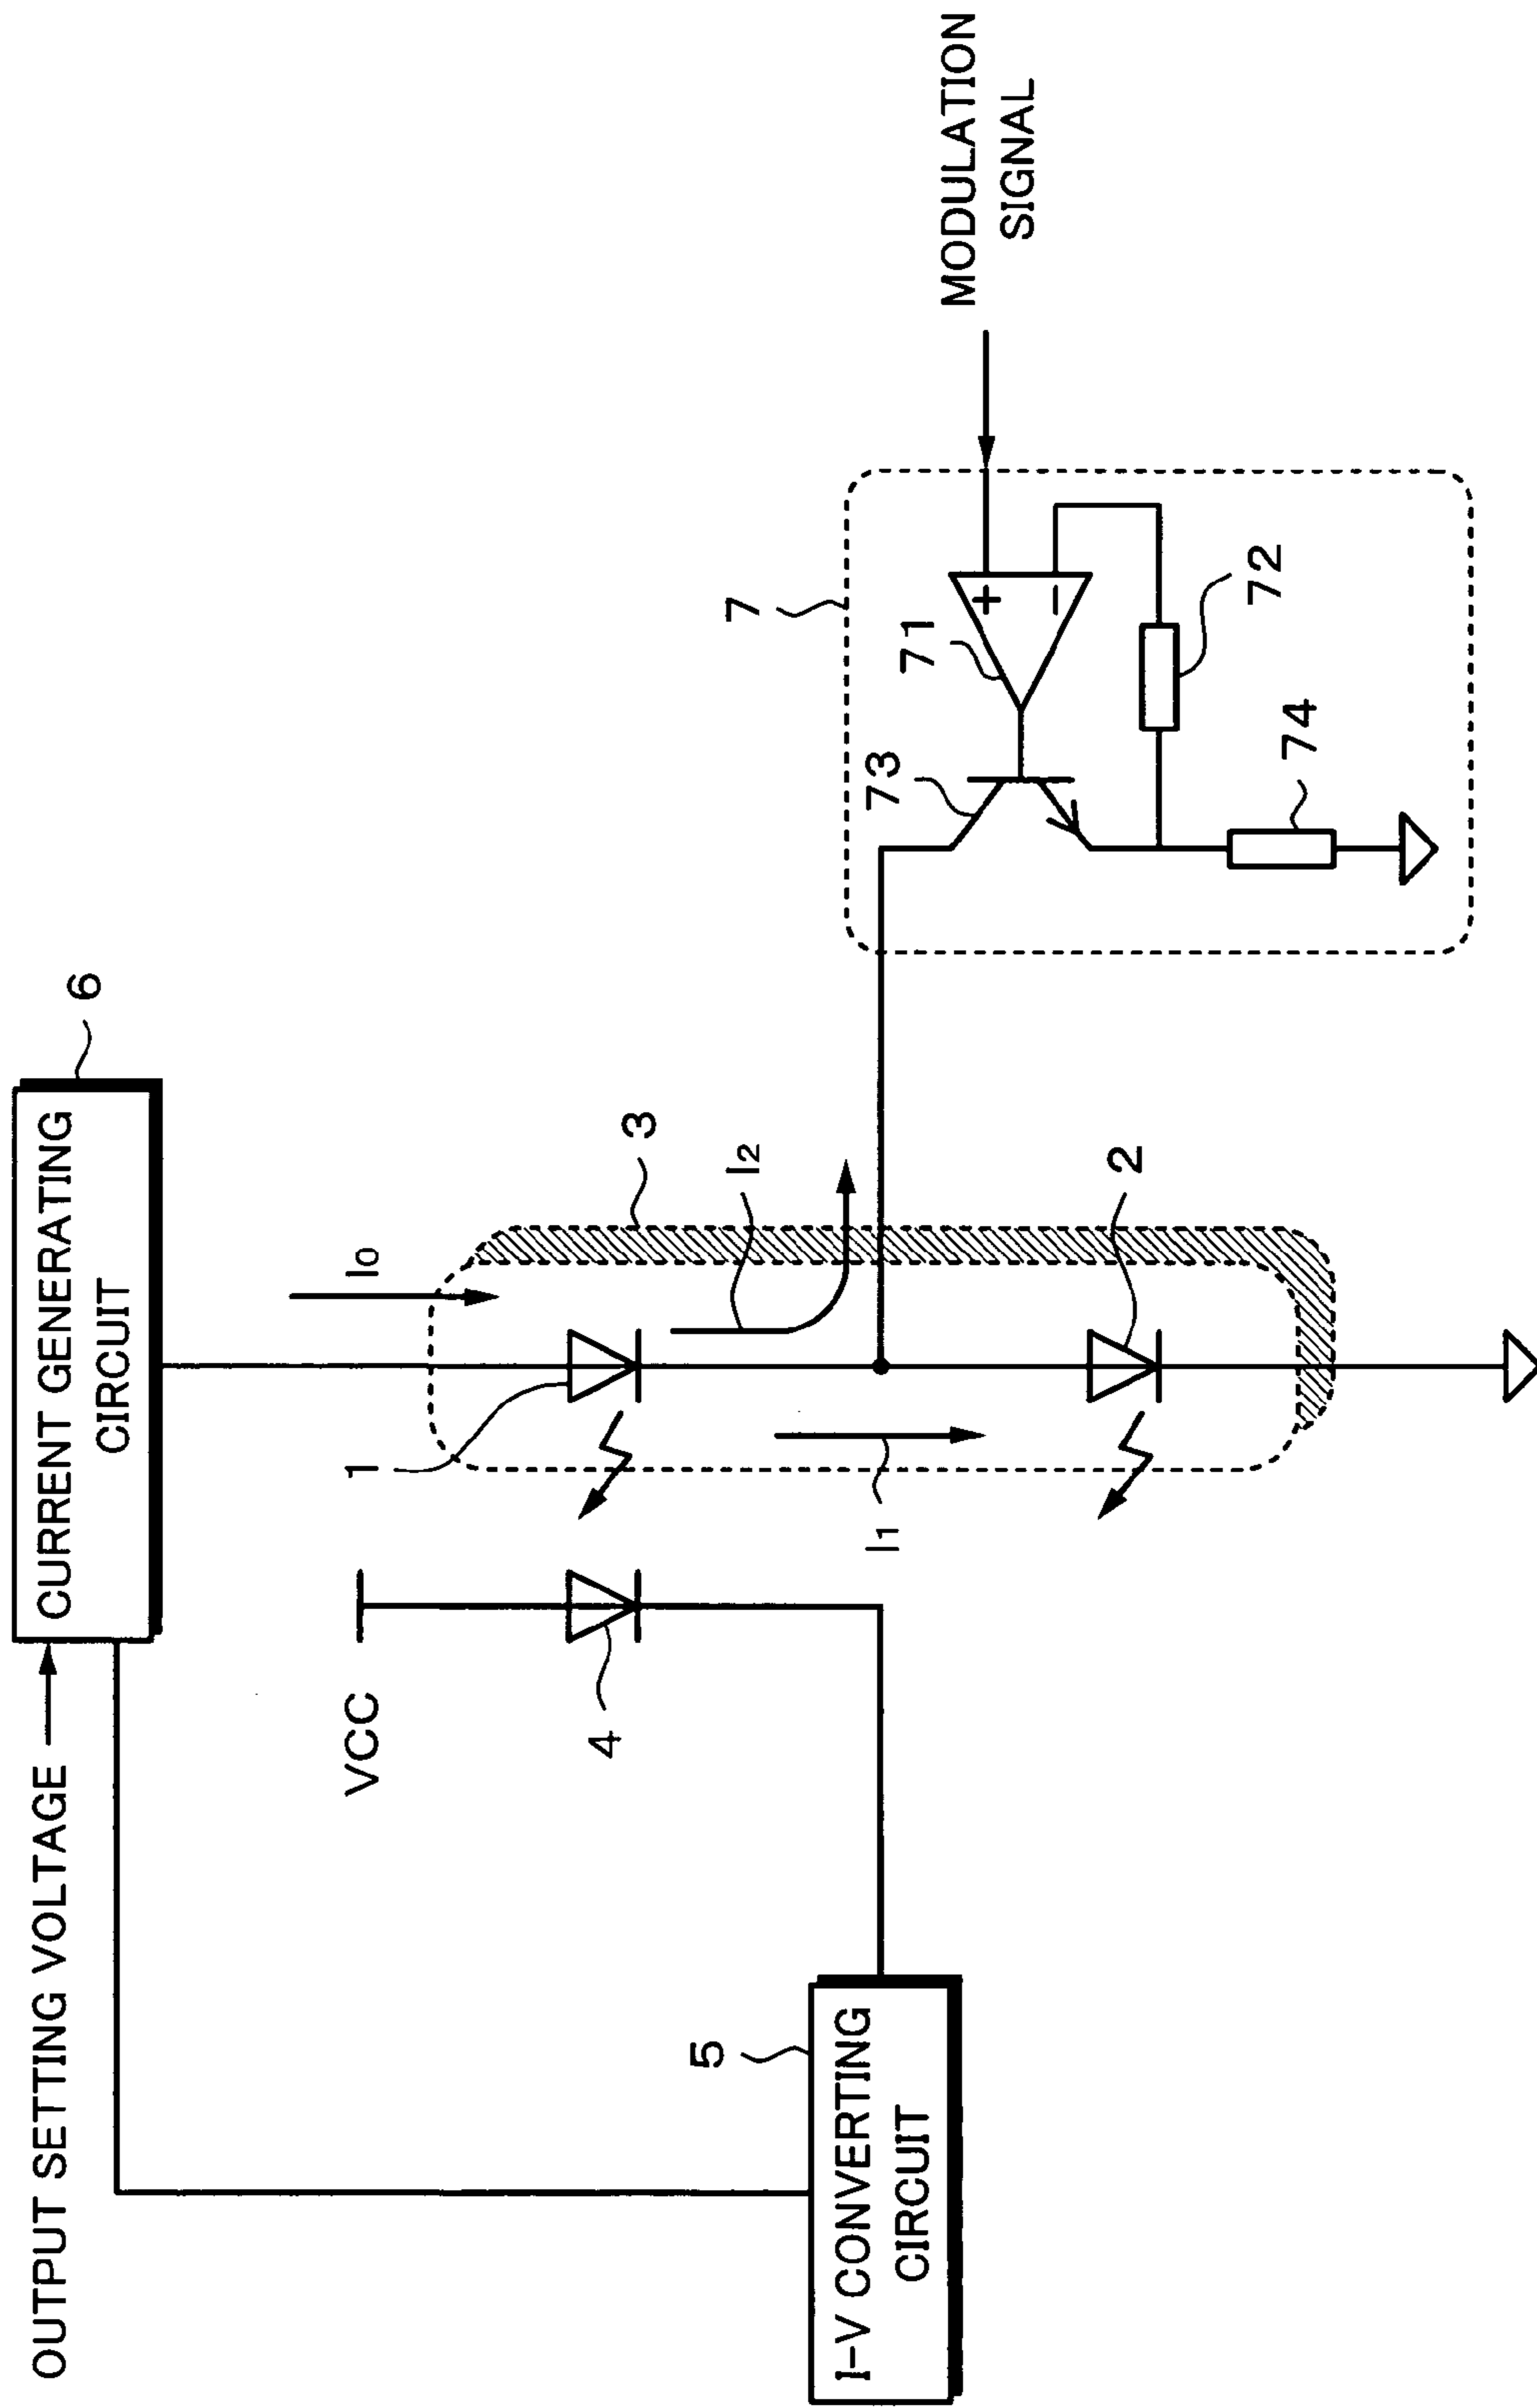 OUTPUT SETTING VOLTAGE
CURRENT GENERATING
CIRCUIT
6
VCC
4
1
I0
3
I2
I1
2
5
I-V CONVERTING
CIRCUIT
7
71
+
−
73
72
74
MODULATION
SIGNAL